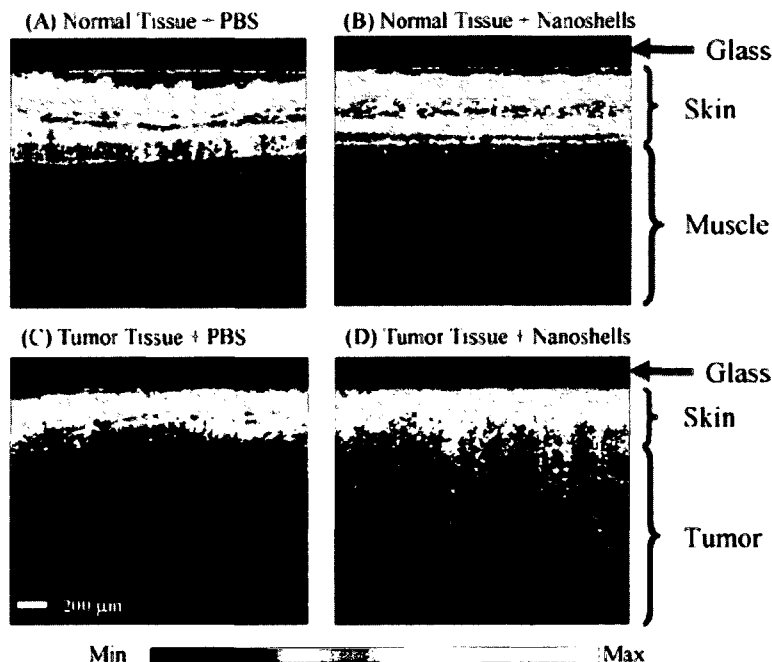 (A) Normal Tissue + PBS
(B) Normal Tissue + Nanoshells
Glass
Skin
Muscle
(C) Tumor Tissue + PBS
(D) Tumor Tissue + Nanoshells
Glass
Skin
Tumor
200 μm
Min
Max